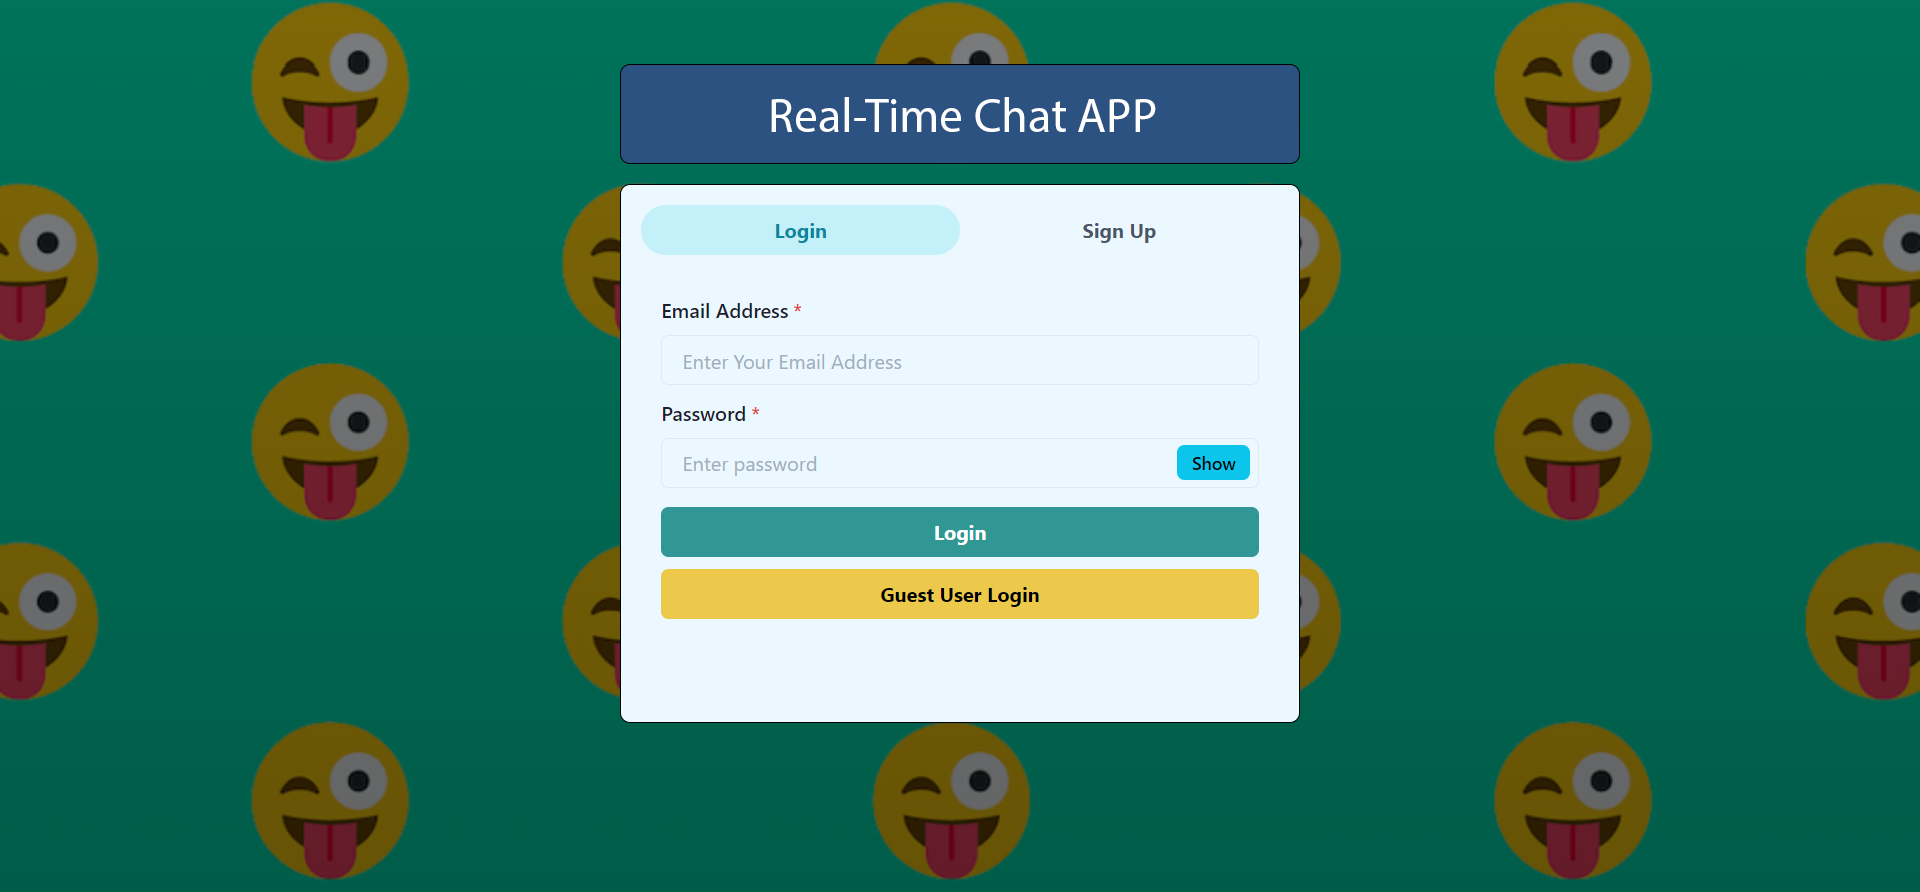 Real-Time Chat APP
Login
Sign Up
Email Address *
Enter Your Email Address
Password *
Enter password
Show
Login
Guest User Login